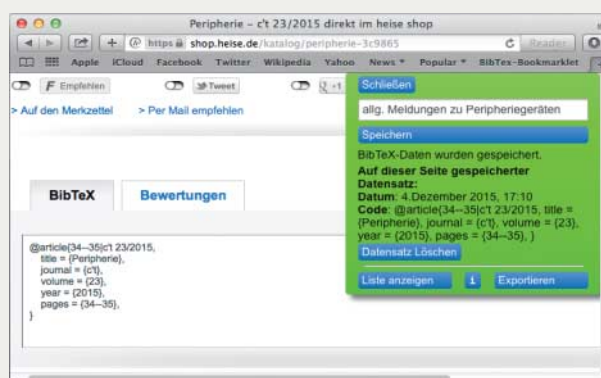 Peripherie – c't 23/2015 direkt im heise shop
https shop.heise.de/katalog/peripherie-3c9865
Reader
Apple iCloud Facebook Twitter Wikipedia Yahoo News Popular BibTex-Bookmarklet
Empfehlen Tweet +1
> Auf den Merkzettel > Per Mail empfehlen
Schließen
allg. Meldungen zu Peripheriegeräten
Speichern
BibTeX-Daten wurden gespeichert.
Auf dieser Seite gespeicherter
Datensatz:
Datum: 4.Dezember 2015, 17:10
Code: @article{34--35|c't 23/2015, title =
{Peripherie}, journal = {c't}, volume = {23},
year = {2015}, pages = {34--35}, }
Datensatz Löschen
Liste anzeigen i Exportieren
BibTeX Bewertungen
@article{34--35|c't 23/2015,
title = {Peripherie},
journal = {c't},
volume = {23},
year = {2015},
pages = {34--35},
}